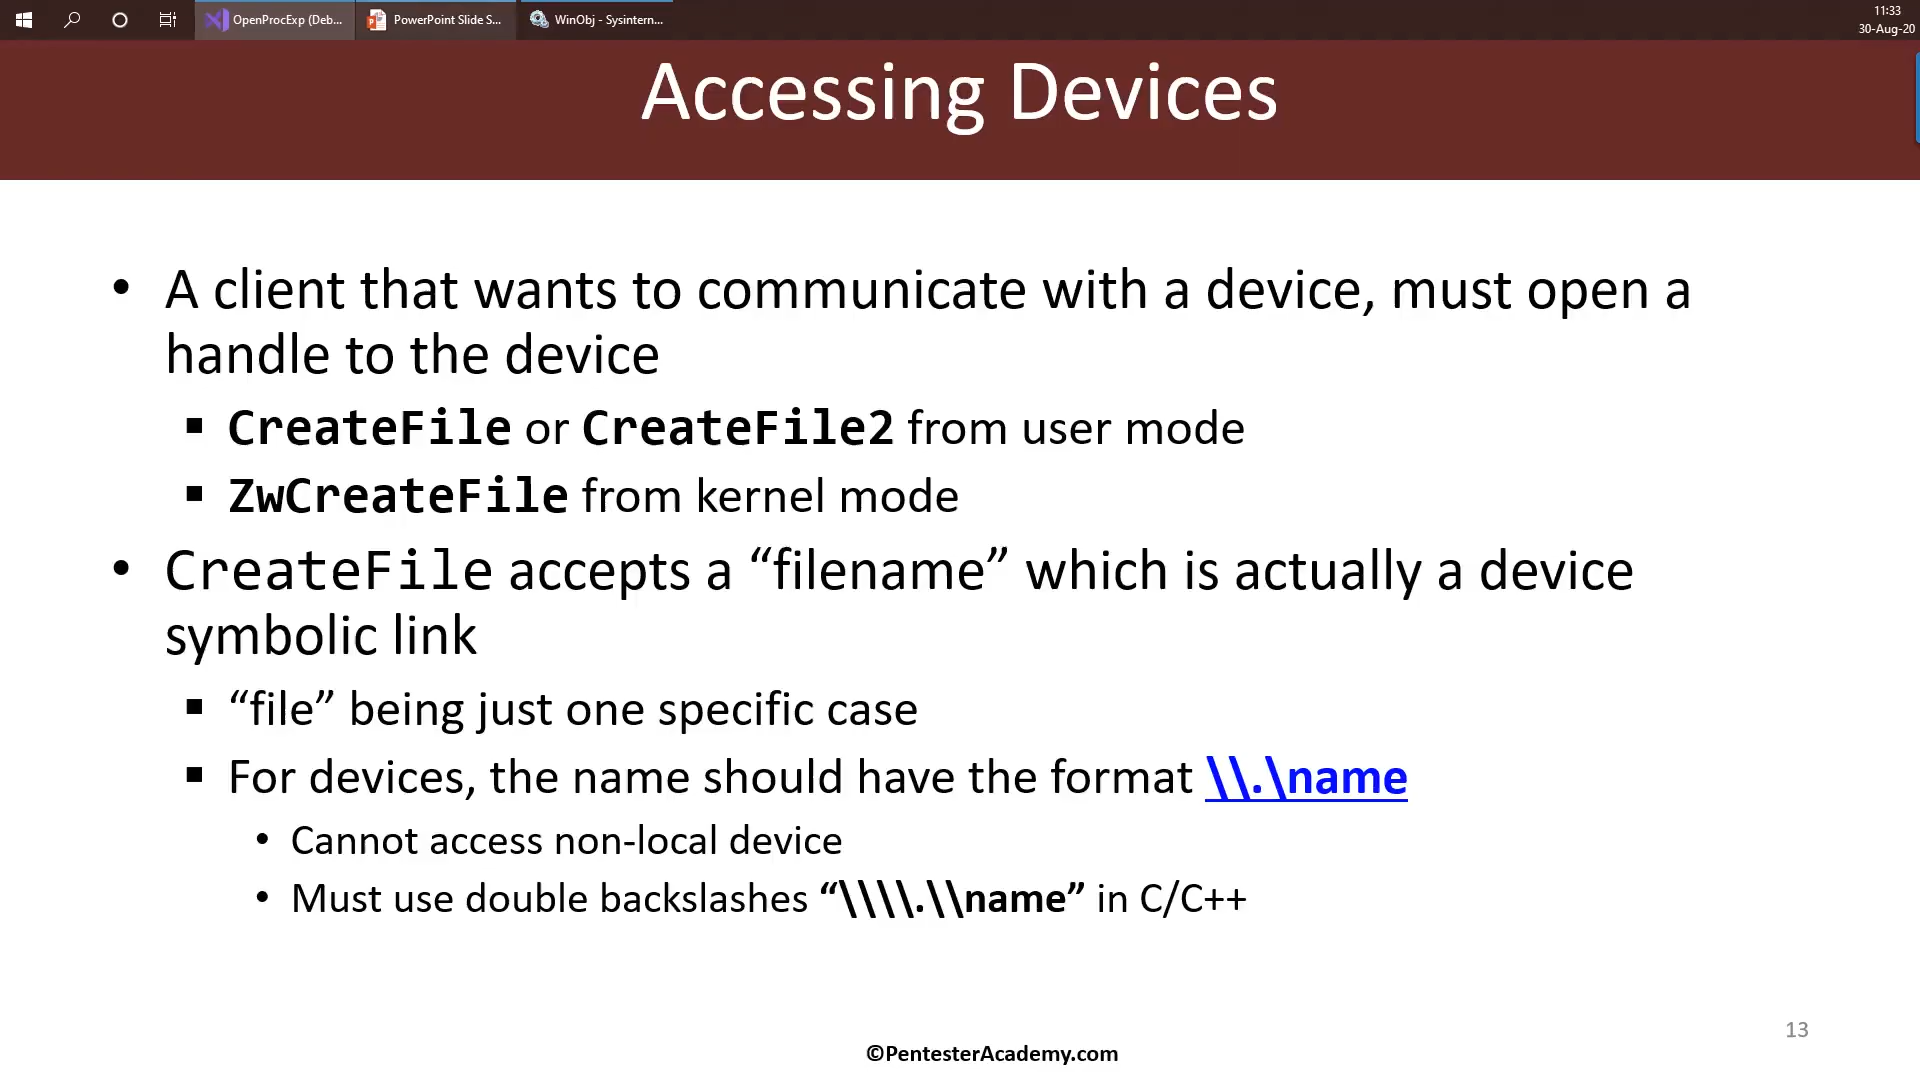 OpenProcExp (Deb...
PowerPoint Slide S...
WinObj - Sysintern...
11:33
30-Aug-20
Accessing Devices
• A client that wants to communicate with a device, must open a
handle to the device
▪ CreateFile or CreateFile2 from user mode
▪ ZwCreateFile from kernel mode
• CreateFile accepts a “filename” which is actually a device
symbolic link
▪ “file” being just one specific case
▪ For devices, the name should have the format \\.\name
• Cannot access non-local device
• Must use double backslashes “\\\\.\\name” in C/C++
13
©PentesterAcademy.com